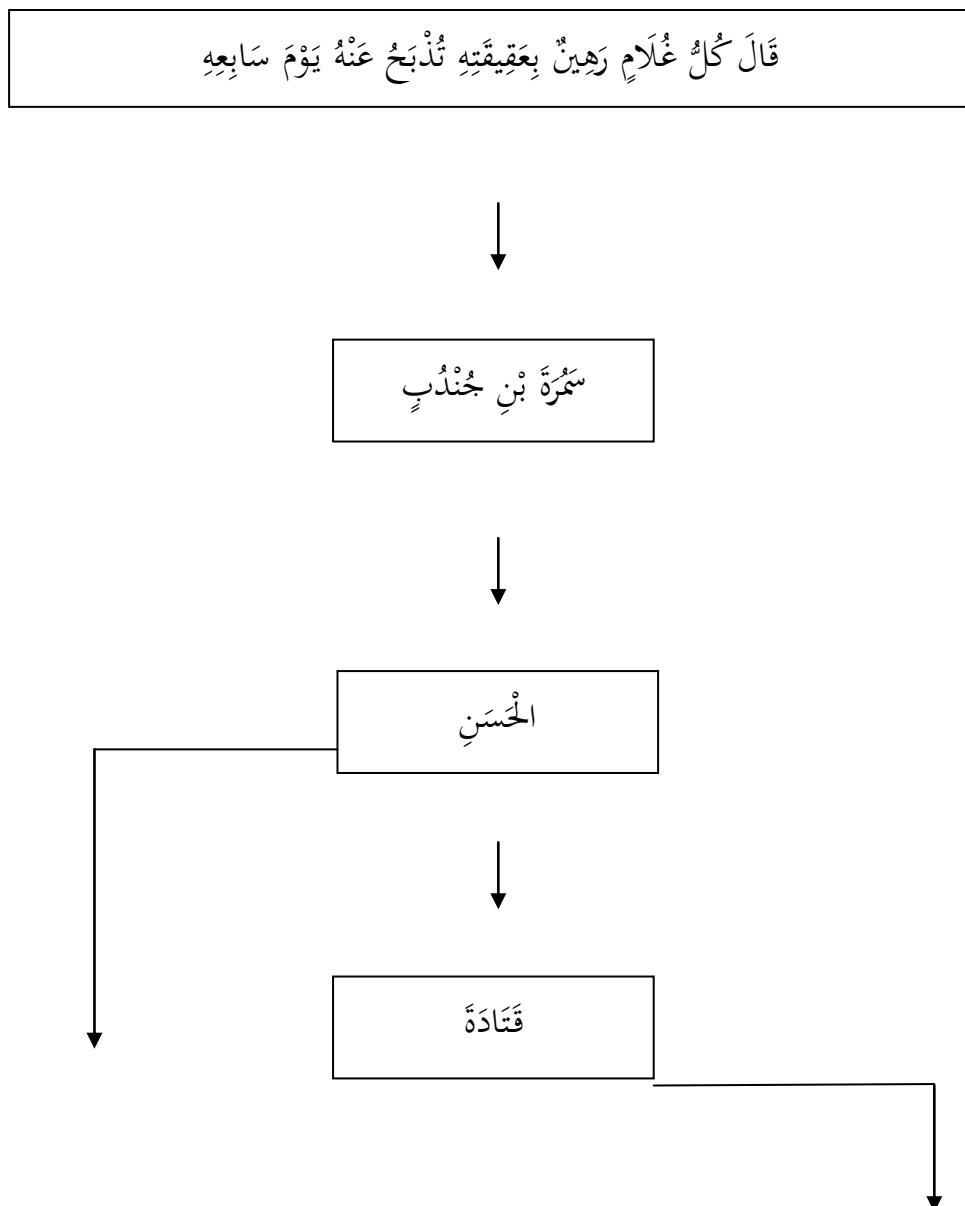 قَالَ كُلُّ غُلَامٍ رَهِينٌ بِعَقِيقَتِهِ تُذْبَحُ عَنْهُ يَوْمَ سَابِعِهِ
سَمُرَةَ بْنِ جُنْدُبٍ
الْحَسَنِ
قَتَادَةَ